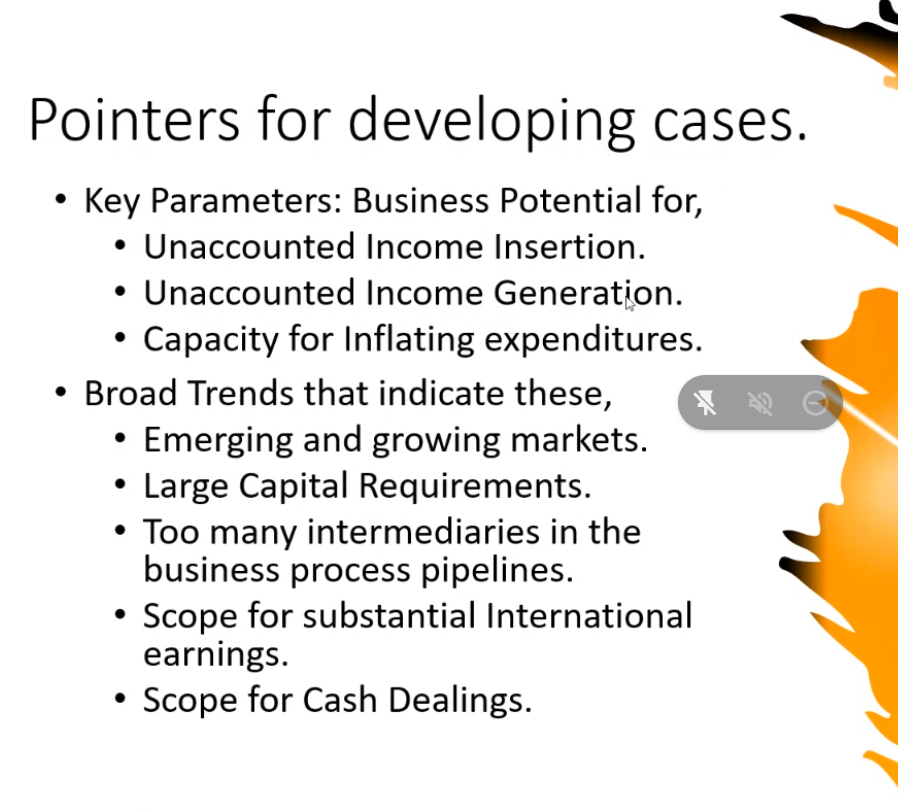 Pointers for developing cases.
• Key Parameters: Business Potential for,
• Unaccounted Income Insertion.
• Unaccounted Income Generation.
• Capacity for Inflating expenditures.
• Broad Trends that indicate these,
• Emerging and growing markets.
• Large Capital Requirements.
• Too many intermediaries in the
business process pipelines.
• Scope for substantial International
earnings.
• Scope for Cash Dealings.